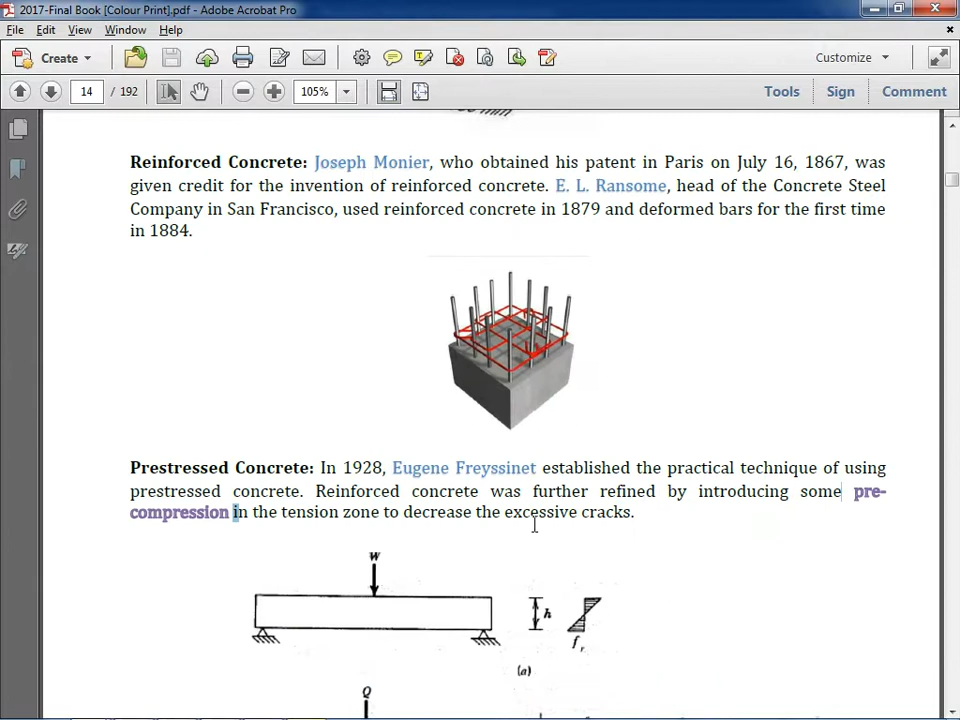 2017-Final Book [Colour Print].pdf - Adobe Acrobat Pro
File Edit View Window Help
Create Customize
14 / 192 105% Tools Sign Comment
Reinforced Concrete: Joseph Monier, who obtained his patent in Paris on July 16, 1867, was
given credit for the invention of reinforced concrete. E. L. Ransome, head of the Concrete Steel
Company in San Francisco, used reinforced concrete in 1879 and deformed bars for the first time
in 1884.
Prestressed Concrete: In 1928, Eugene Freyssinet established the practical technique of using
prestressed concrete. Reinforced concrete was further refined by introducing some pre-
compression in the tension zone to decrease the excessive cracks.
W
h
fr
(a)
Q